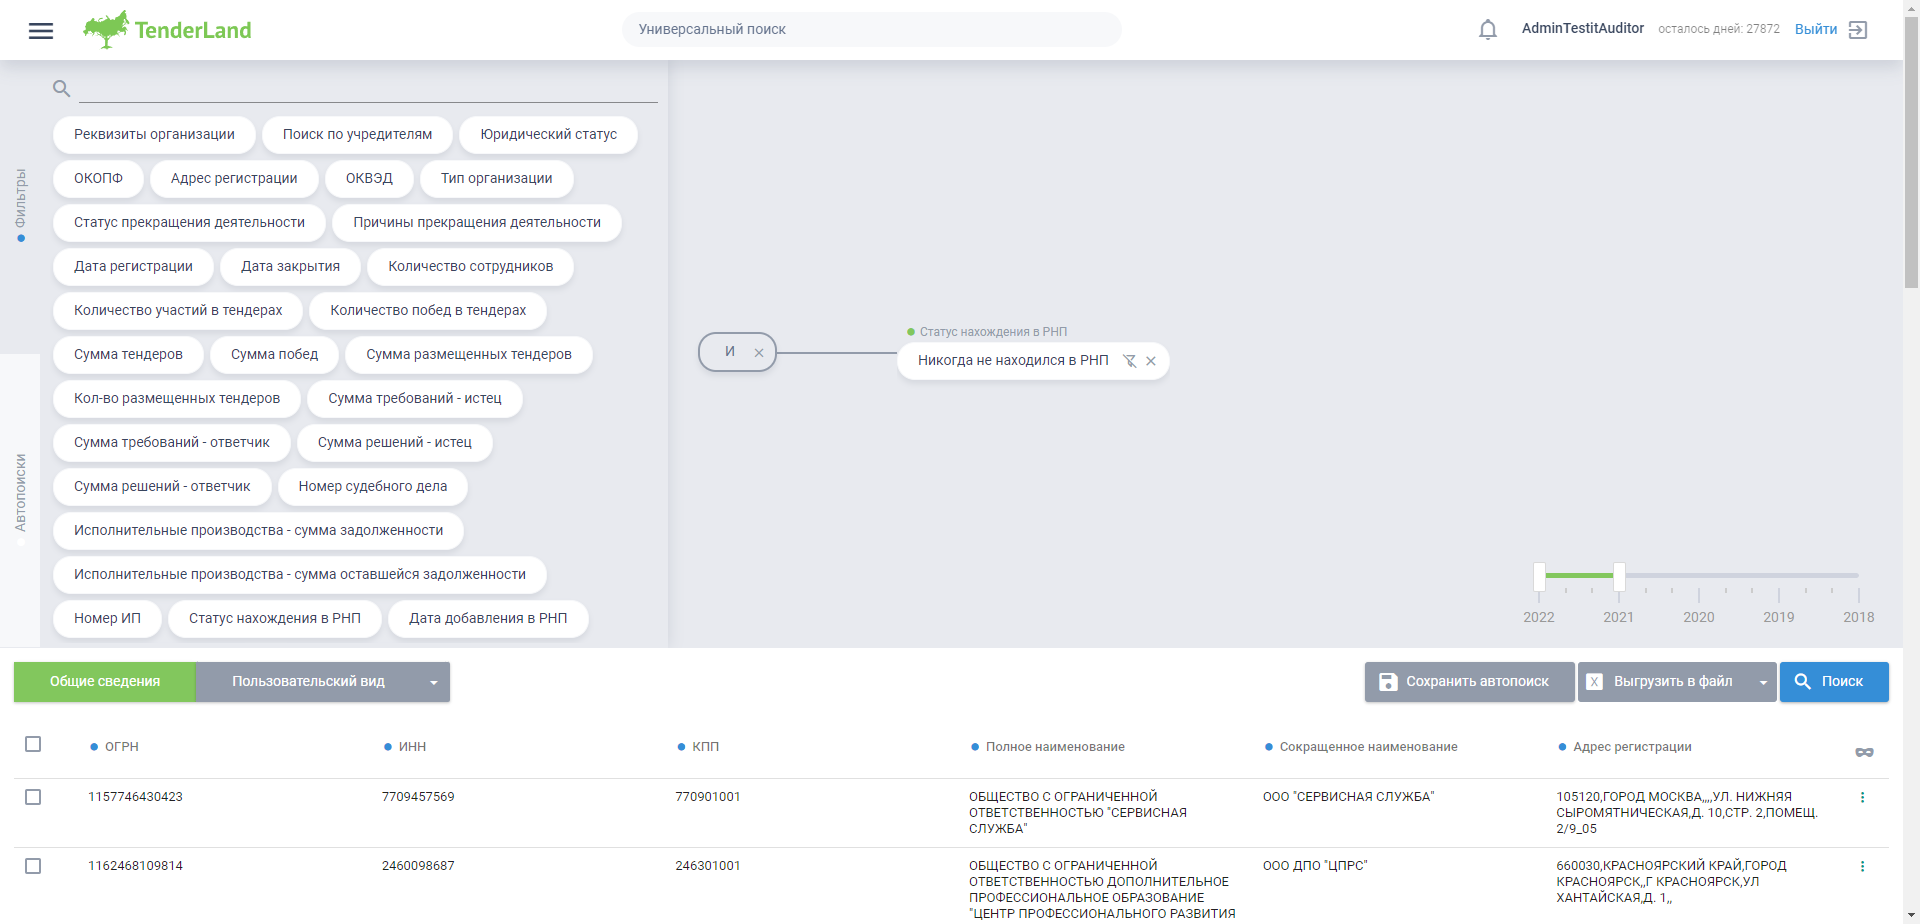 TenderLand
Универсальный поиск
AdminTestitAuditor
осталось дней: 27872
Выйти
Фильтры
Автопоиски
Реквизиты организации
Поиск по учредителям
Юридический статус
ОКОПФ
Адрес регистрации
ОКВЭД
Тип организации
Статус прекращения деятельности
Причины прекращения деятельности
Дата регистрации
Дата закрытия
Количество сотрудников
Количество участий в тендерах
Количество побед в тендерах
Сумма тендеров
Сумма побед
Сумма размещенных тендеров
Кол-во размещенных тендеров
Сумма требований - истец
Сумма требований - ответчик
Сумма решений - истец
Сумма решений - ответчик
Номер судебного дела
Исполнительные производства - сумма задолженности
Исполнительные производства - сумма оставшейся задолженности
Номер ИП
Статус нахождения в РНП
Дата добавления в РНП
И
Статус нахождения в РНП
Никогда не находился в РНП
2022
2021
2020
2019
2018
Общие сведения
Пользовательский вид
Сохранить автопоиск
X
Выгрузить в файл
Поиск
ОГРН
ИНН
КПП
Полное наименование
Сокращенное наименование
Адрес регистрации
1157746430423
7709457569
770901001
ОБЩЕСТВО С ОГРАНИЧЕННОЙ
ОТВЕТСТВЕННОСТЬЮ "СЕРВИСНАЯ
СЛУЖБА"
ООО "СЕРВИСНАЯ СЛУЖБА"
105120,ГОРОД МОСКВА,,,,УЛ. НИЖНЯЯ
СЫРОМЯТНИЧЕСКАЯ,Д. 10,СТР. 2,ПОМЕЩ.
2/9_05
1162468109814
2460098687
246301001
ОБЩЕСТВО С ОГРАНИЧЕННОЙ
ОТВЕТСТВЕННОСТЬЮ ДОПОЛНИТЕЛЬНОЕ
ПРОФЕССИОНАЛЬНОЕ ОБРАЗОВАНИЕ
"ЦЕНТР ПРОФЕССИОНАЛЬНОГО РАЗВИТИЯ
ООО ДПО "ЦПРС"
660030,КРАСНОЯРСКИЙ КРАЙ,ГОРОД
КРАСНОЯРСК,,Г КРАСНОЯРСК,УЛ
ХАНТАЙСКАЯ,Д. 1,,